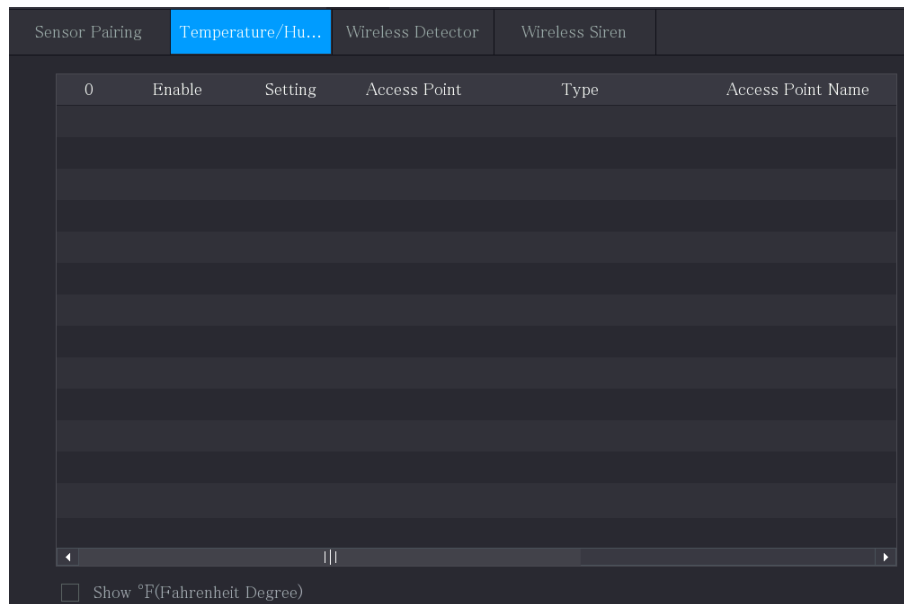 Sensor Pairing Temperature/Hu... Wireless Detector Wireless Siren
0 Enable Setting Access Point Type Access Point Name
Show °F(Fahrenheit Degree)